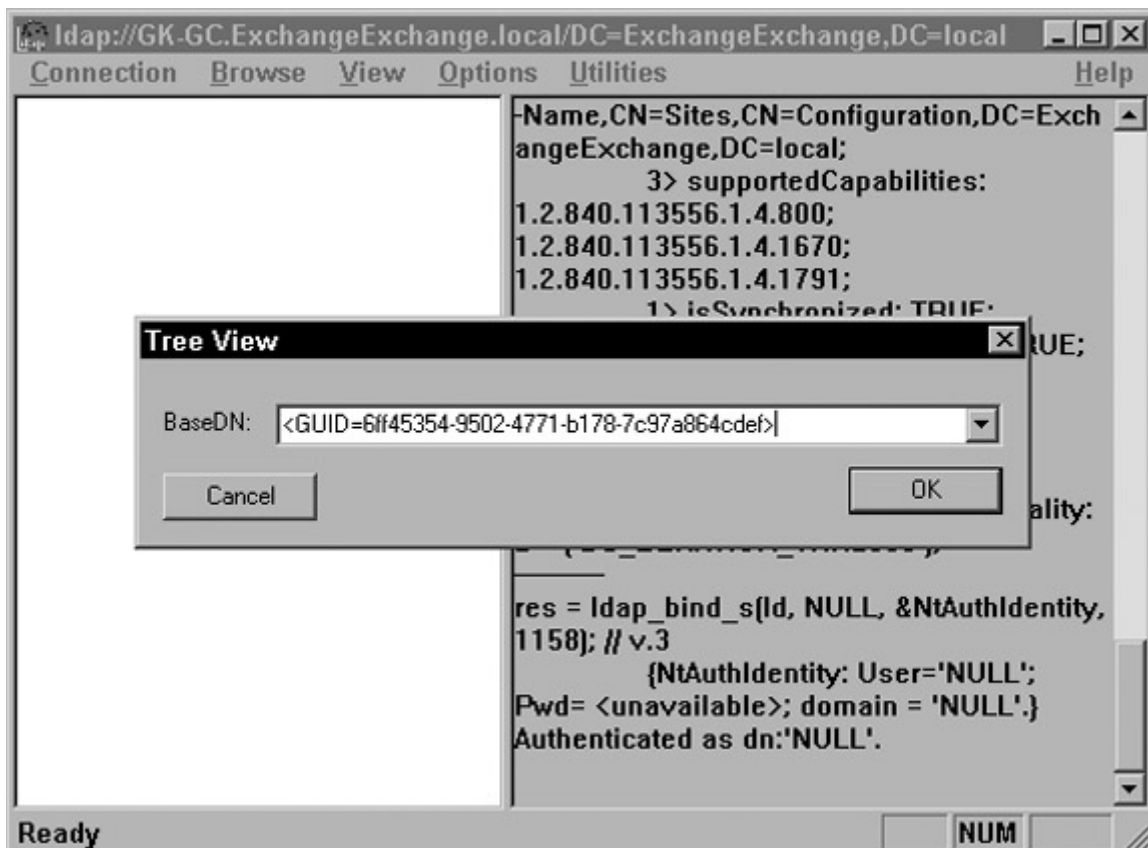 ldap://GK-GC.ExchangeExchange.local/DC=ExchangeExchange,DC=local
Connection Browse View Options Utilities Help
-Name,CN=Sites,CN=Configuration,DC=Exch
angeExchange,DC=local;
3> supportedCapabilities:
1.2.840.113556.1.4.800;
1.2.840.113556.1.4.1670;
1.2.840.113556.1.4.1791;
1> isSynchronized: TRUE;
RUE;
Tree View
BaseDN: <GUID=6ff45354-9502-4771-b178-7c97a864cdef>
Cancel OK
ality:
res = ldap_bind_s(ld, NULL, &NtAuthIdentity,
1158); // v.3
{NtAuthIdentity: User='NULL';
Pwd= <unavailable>; domain = 'NULL'.}
Authenticated as dn:'NULL'.
Ready NUM